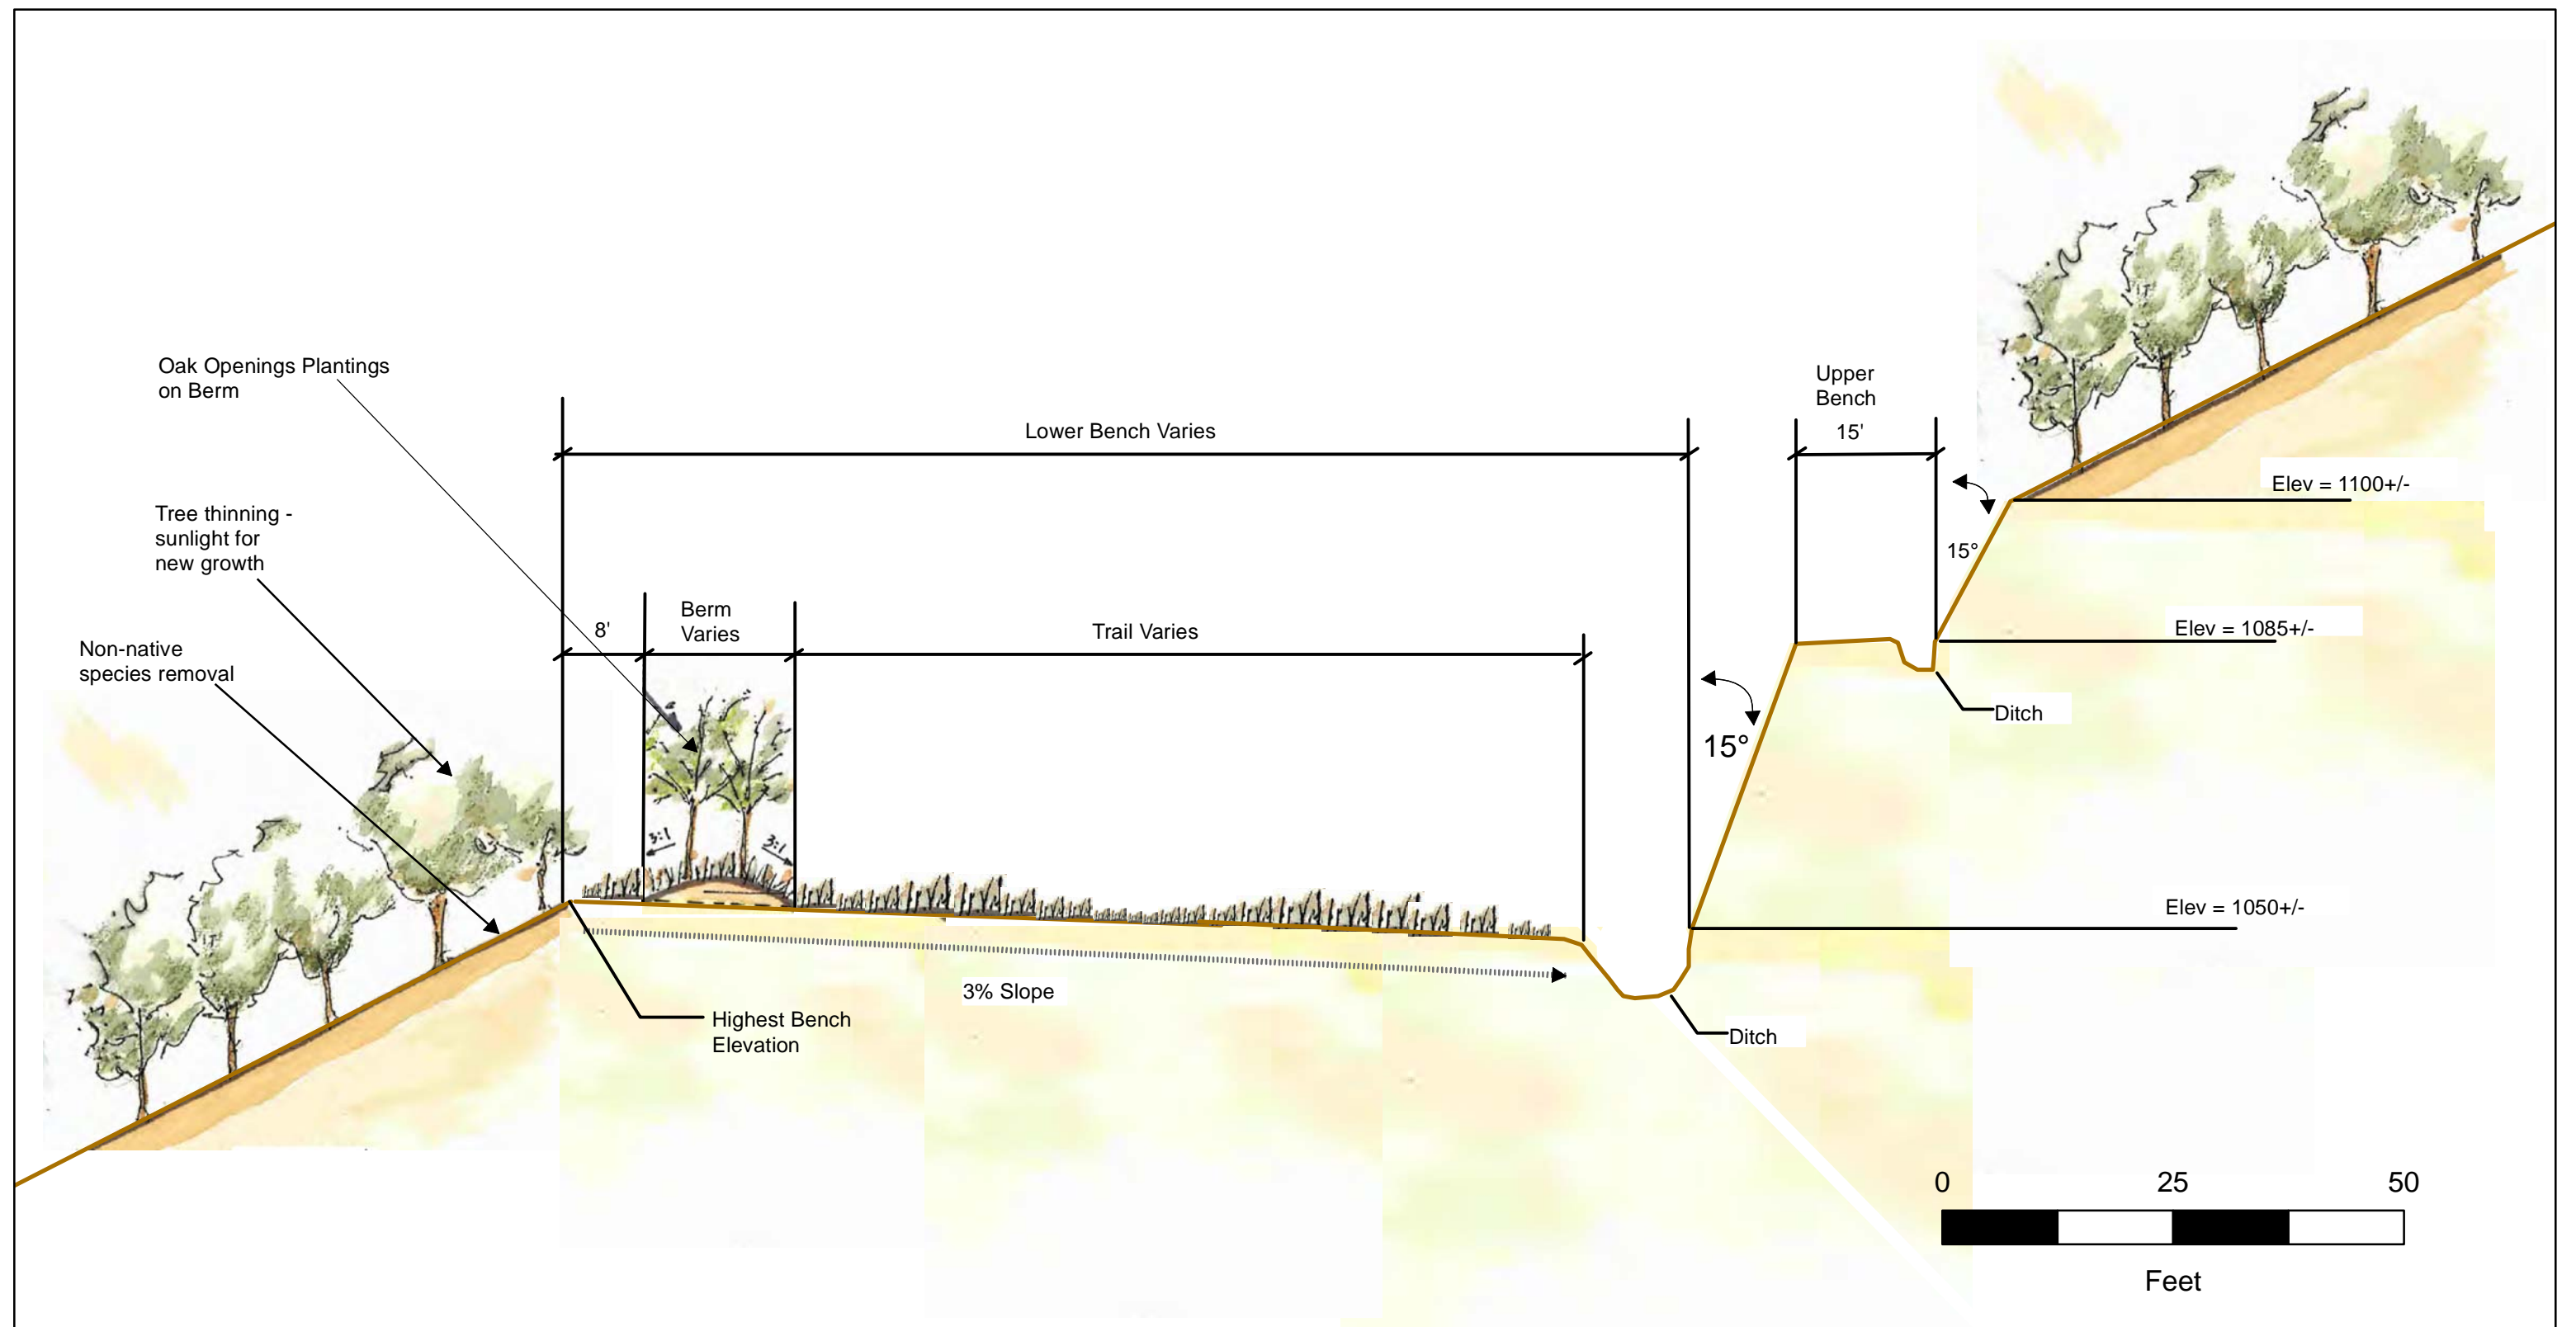 Oak Openings Plantings
on Berm
Tree thinning -
sunlight for
new growth
Non-native
species removal
Lower Bench Varies
Upper
Bench
15'
Elev = 1100+/-
15°
8'
Berm
Varies
Trail Varies
Elev = 1085+/-
Ditch
15°
3:1
3:1
Elev = 1050+/-
3% Slope
Highest Bench
Elevation
Ditch
0 25 50
Feet